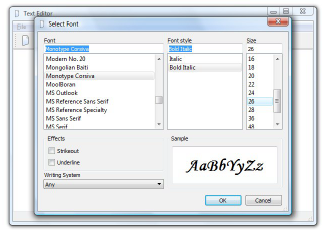 Text Editor
File
Select Font
Font
Font style
Size
Monotype Corsiva
Bold Italic
26
Modern No. 20
Mongolian Baiti
Monotype Corsiva
MoolBoran
MS Outlook
MS Reference Sans Serif
MS Reference Specialty
MS Sans Serif
MS Serif
Italic
Bold Italic
16
18
20
22
24
26
28
36
48
Effects
Strikeout
Underline
Sample
AaBbYyZz
Writing System
Any
OK
Cancel